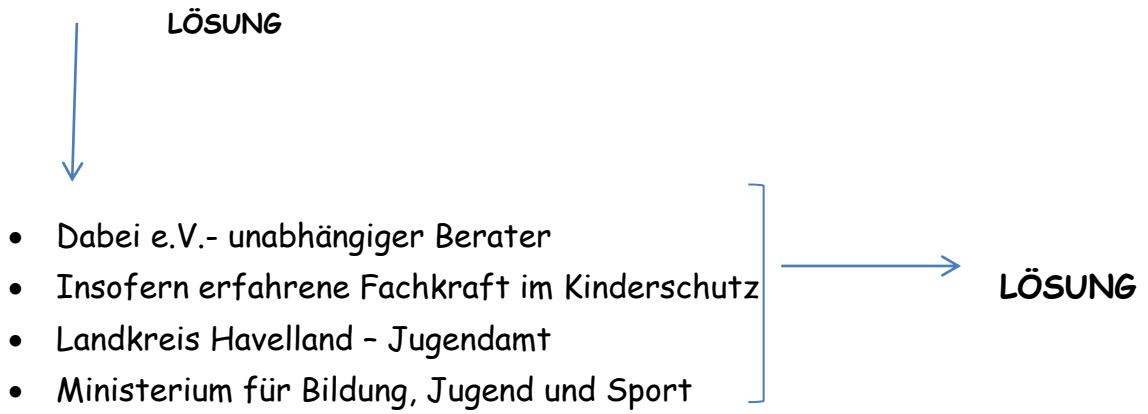 LÖSUNG
• Dabei e.V.- unabhängiger Berater
• Insofern erfahrene Fachkraft im Kinderschutz
• Landkreis Havelland – Jugendamt
• Ministerium für Bildung, Jugend und Sport
LÖSUNG